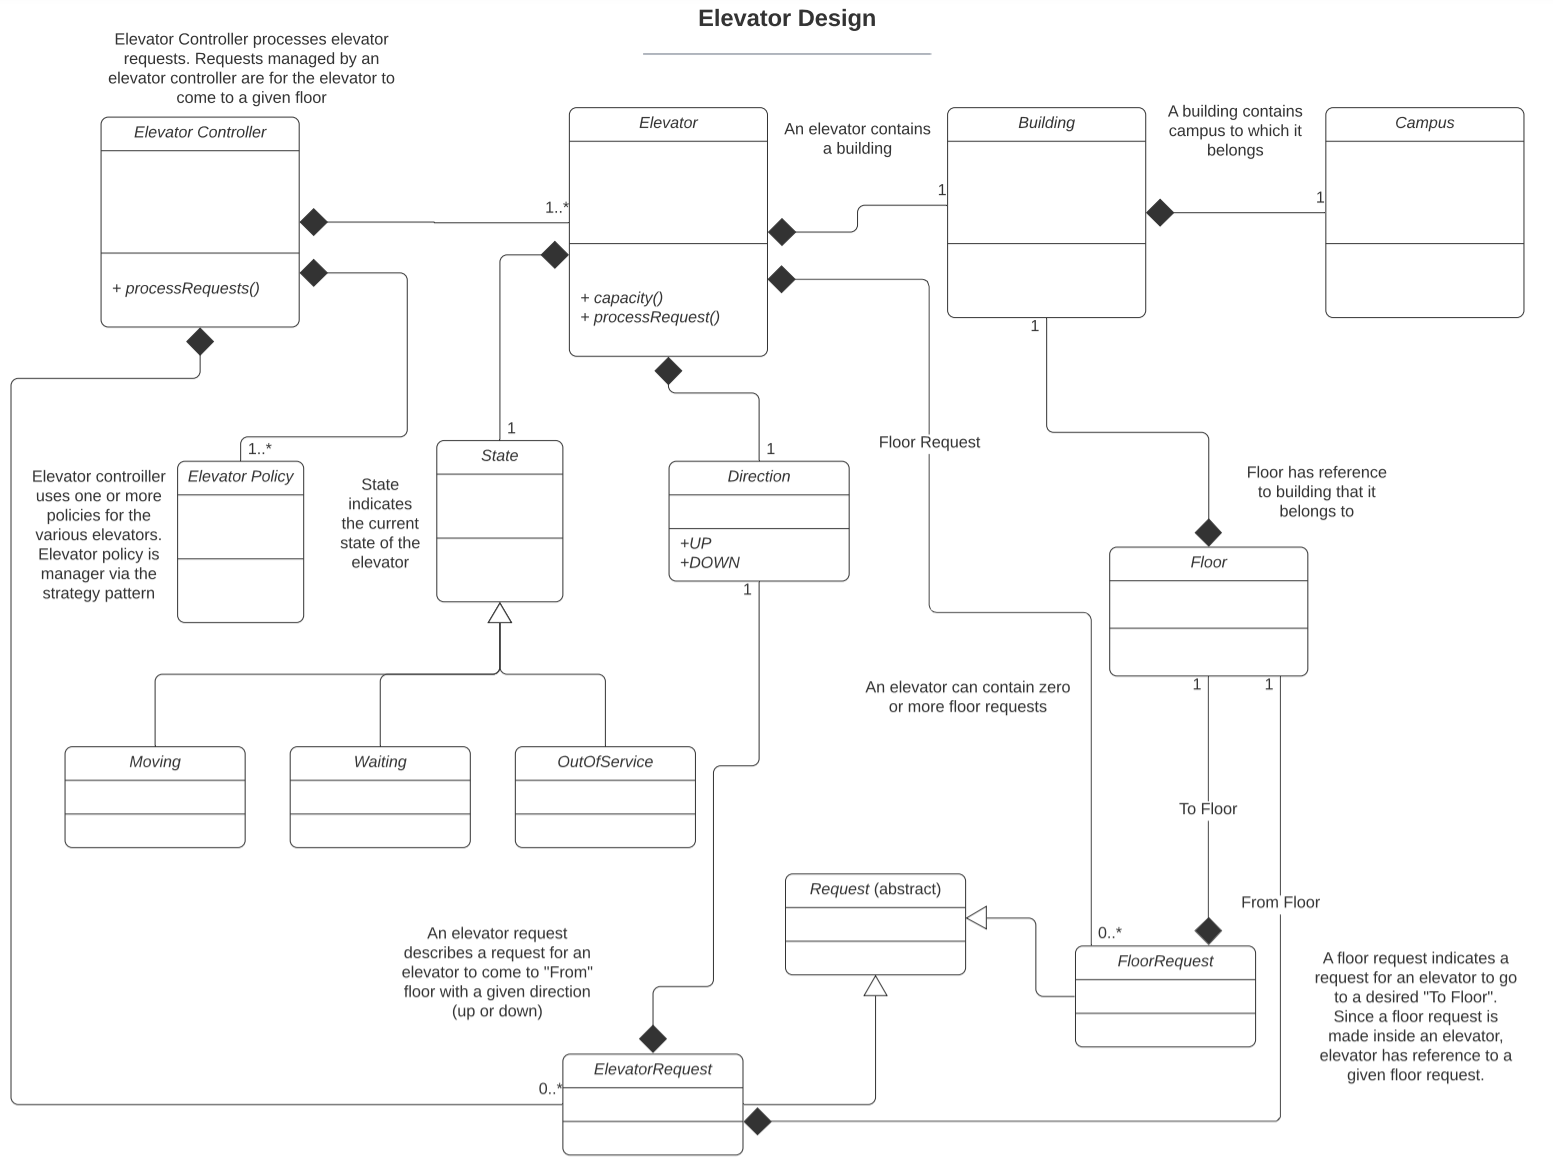 Elevator Design
Elevator Controller processes elevator
requests. Requests managed by an
elevator controller are for the elevator to
come to a given floor
Elevator Controller
+ processRequests()
1..*
Elevator
+ capacity()
+ processRequest()
An elevator contains
a building
1
Building
1
A building contains
campus to which it
belongs
1
Campus
1..*
Elevator Policy
Elevator controiller
uses one or more
policies for the
various elevators.
Elevator policy is
manager via the
strategy pattern
State
indicates
the current
state of the
elevator
1
State
1
Direction
+UP
+DOWN
1
Floor Request
Floor has reference
to building that it
belongs to
Floor
1
1
An elevator can contain zero
or more floor requests
Moving
Waiting
OutOfService
To Floor
From Floor
Request (abstract)
0..*
FloorRequest
An elevator request
describes a request for an
elevator to come to "From"
floor with a given direction
(up or down)
A floor request indicates a
request for an elevator to go
to a desired "To Floor".
Since a floor request is
made inside an elevator,
elevator has reference to a
given floor request.
0..*
ElevatorRequest